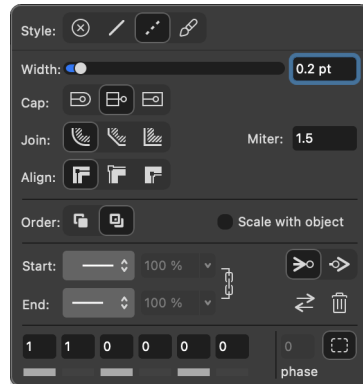 Style:
Width: 0.2 pt
Cap:
Join: Miter: 1.5
Align:
Order: Scale with object
Start: 100 %
End: 100 %
1 1 0 0 0 0 0
phase